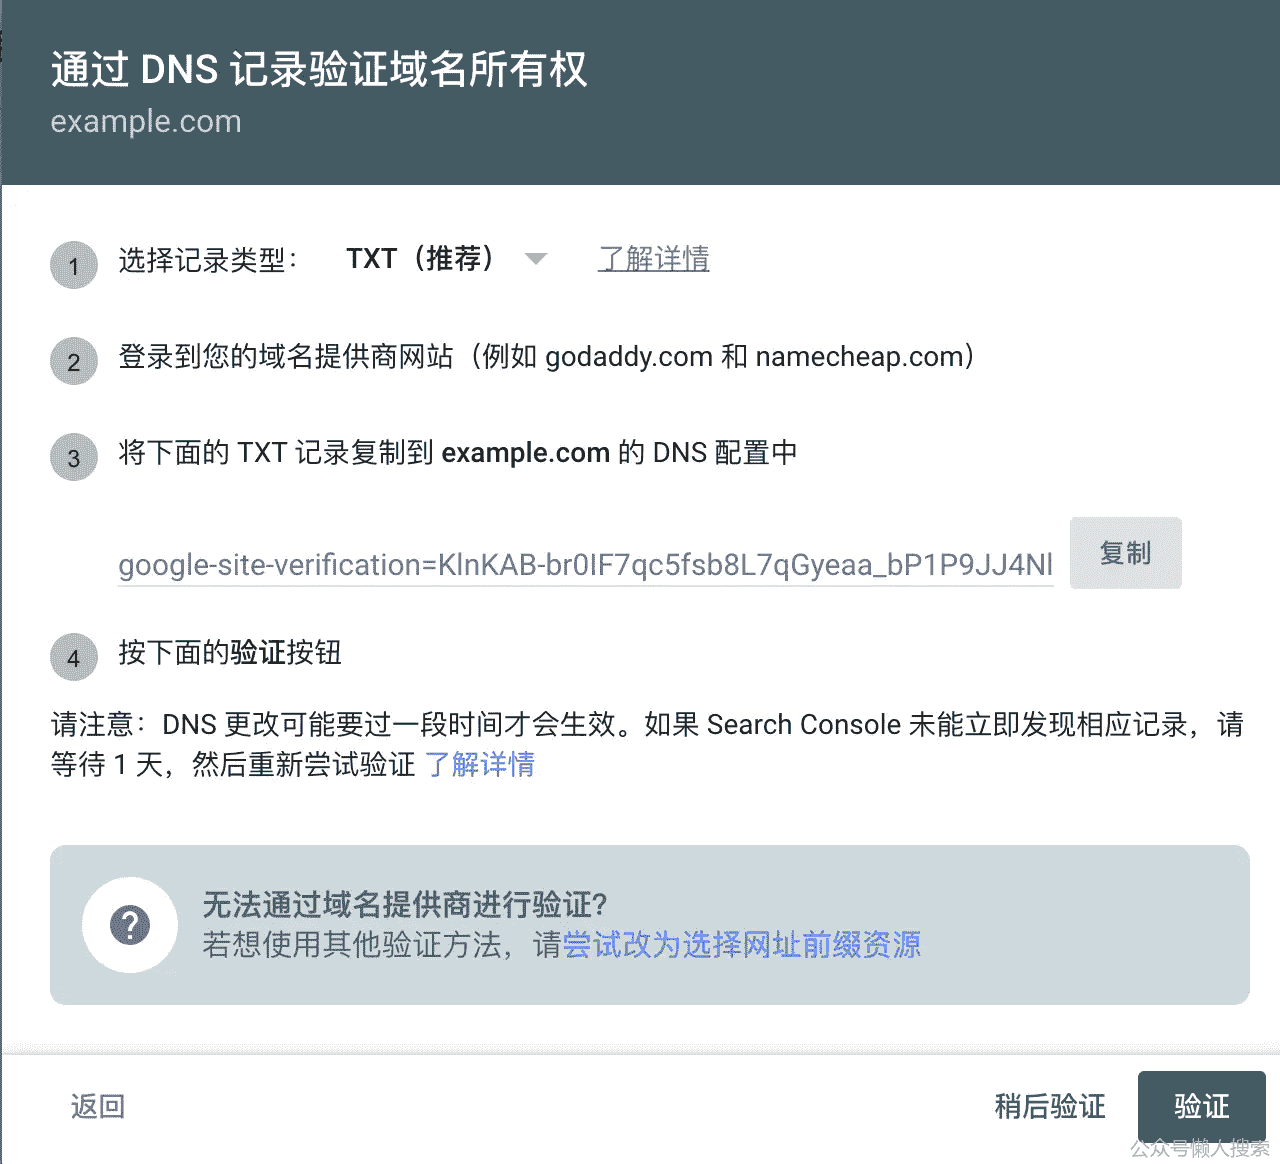 通过 DNS 记录验证域名所有权
example.com
1 选择记录类型： TXT（推荐） 了解详情
2 登录到您的域名提供商网站（例如 godaddy.com 和 namecheap.com）
3 将下面的 TXT 记录复制到 example.com 的 DNS 配置中
google-site-verification=KlnKAB-br0IF7qc5fsb8L7qGyeaa_bP1P9JJ4Nl 复制
4 按下面的验证按钮
请注意：DNS 更改可能要过一段时间才会生效。如果 Search Console 未能立即发现相应记录，请
等待 1 天，然后重新尝试验证 了解详情
无法通过域名提供商进行验证?
若想使用其他验证方法，请尝试改为选择网址前缀资源
返回 稍后验证 验证
公众号懒人搜索